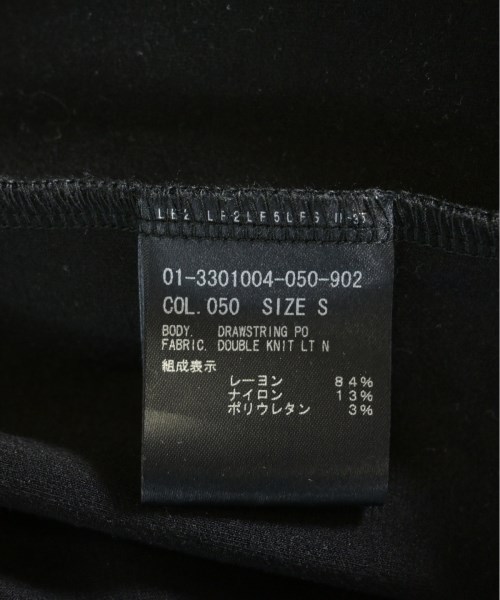 01-3301004-050-902
COL.050 SIZE S
BODY. DRAWSTRING PO
FABRIC. DOUBLE KNIT LT N
組成表示
レーヨン 84%
ナイロン 13%
ポリウレタン 3%